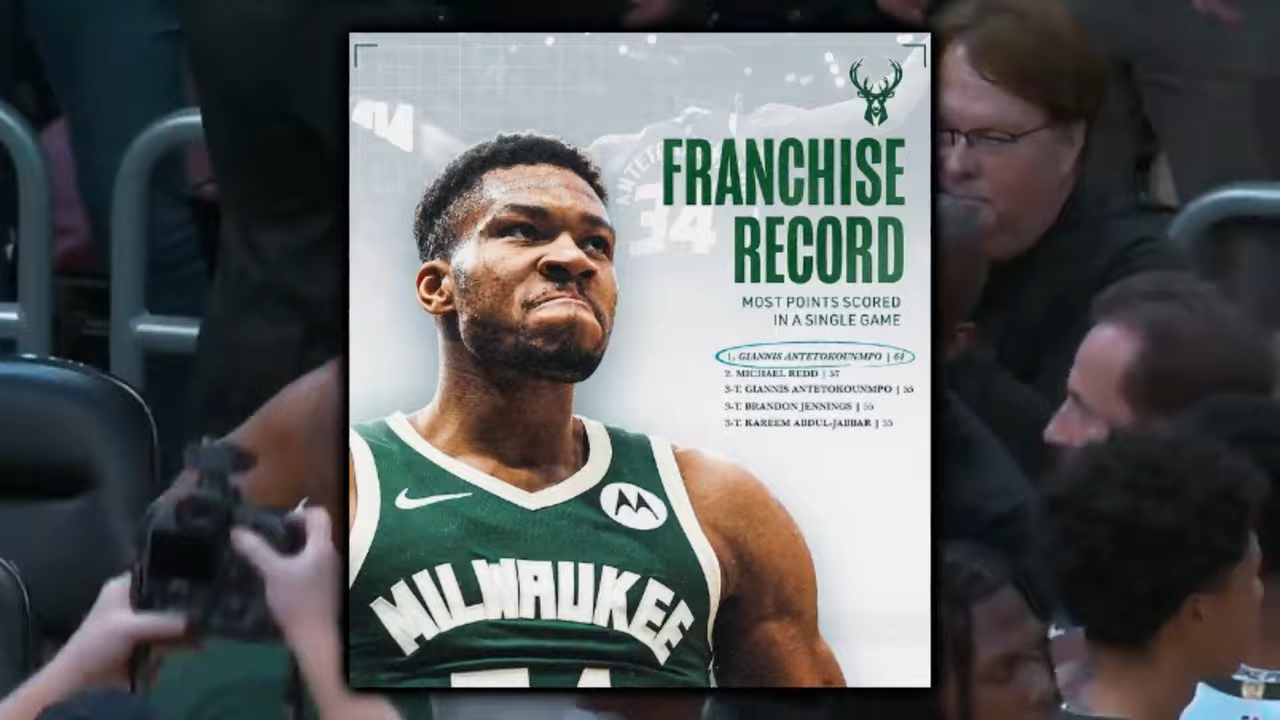 FRANCHISE
RECORD
MOST POINTS SCORED
IN A SINGLE GAME
1. GIANNIS ANTETOKOUNMPO | 64
2. MICHAEL REDD | 57
3-T. GIANNIS ANTETOKOUNMPO | 55
3-T. BRANDON JENNINGS | 55
3-T. KAREEM ABDUL-JABBAR | 55
34
MILWAUKEE